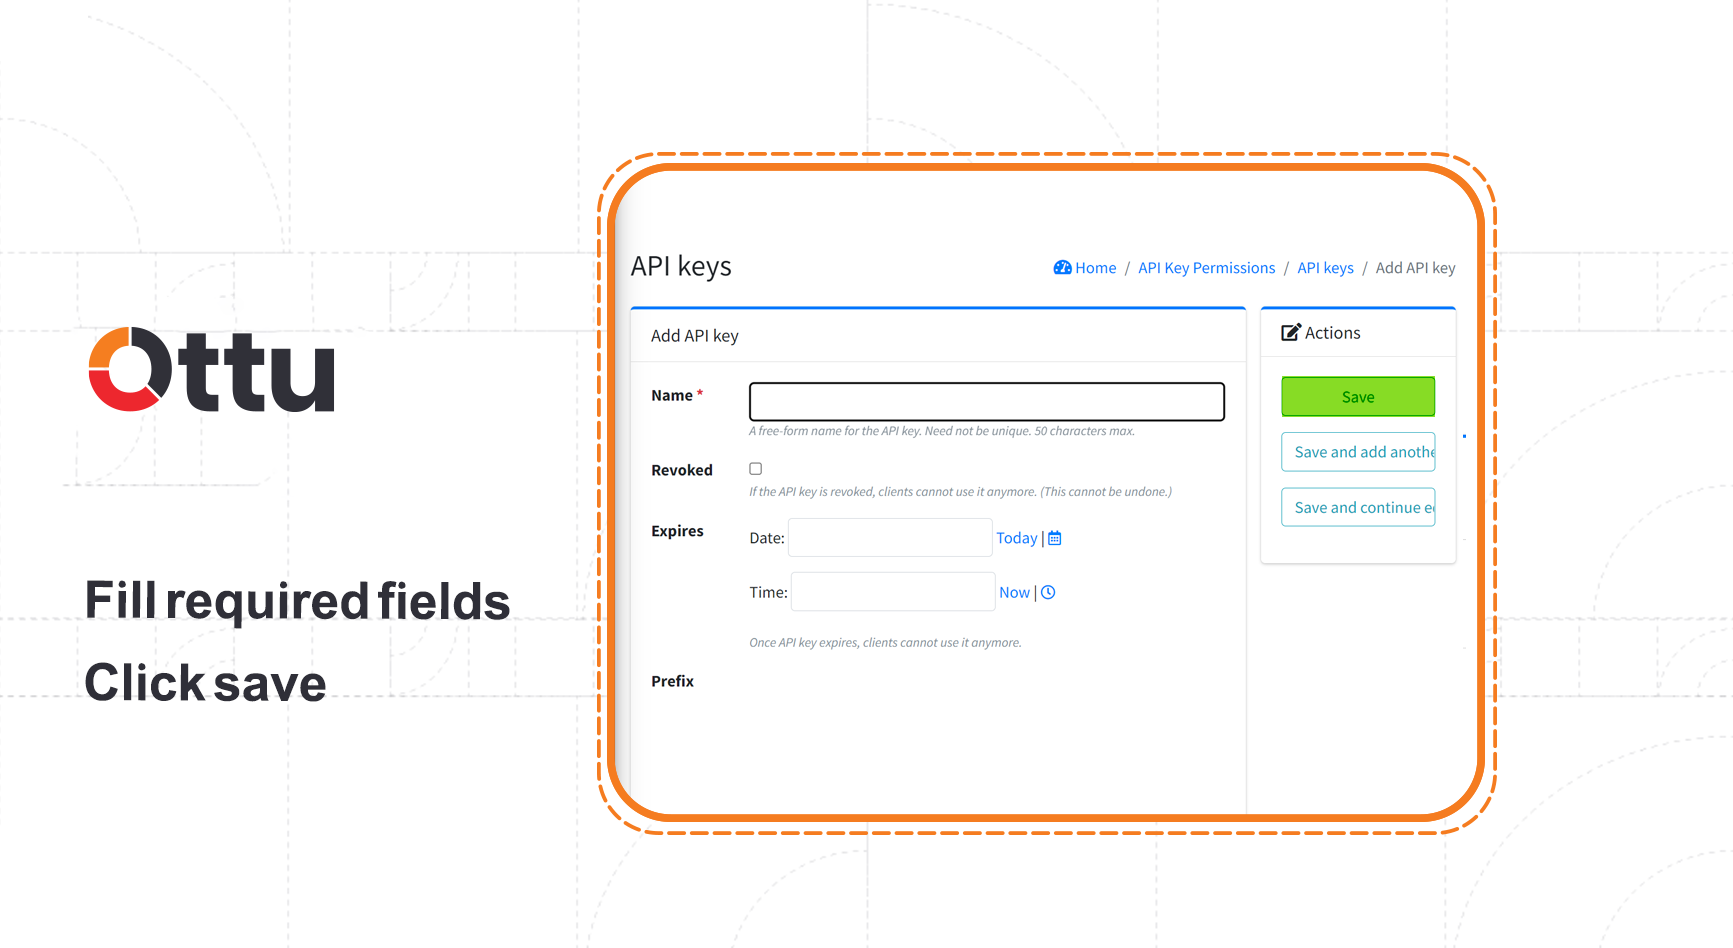 Ottu
Fill required fields
Click save
API keys
Home / API Key Permissions / API keys / Add API key
Add API key
Name *
A free-form name for the API key. Need not be unique. 50 characters max.
Revoked
If the API key is revoked, clients cannot use it anymore. (This cannot be undone.)
Expires
Date: Today |
Time: Now |
Once API key expires, clients cannot use it anymore.
Prefix
Actions
Save
Save and add anothe
Save and continue e